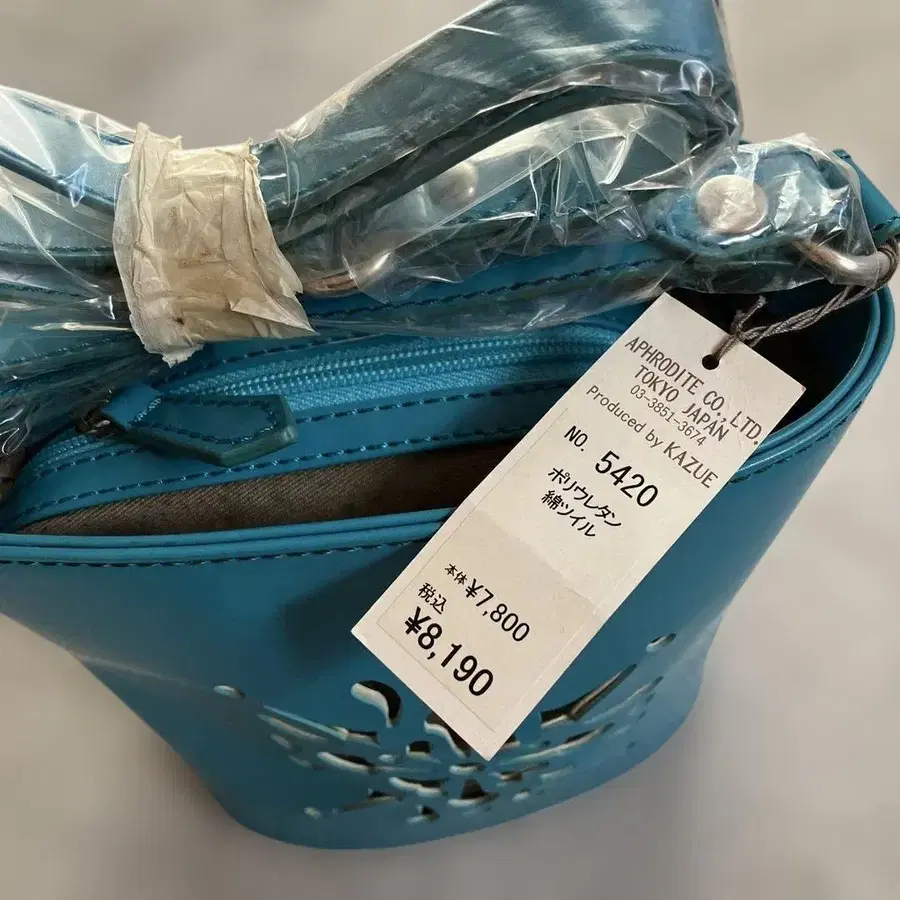 APHRODITE CO.,LTD.
TOKYO JAPAN
03-3851-3674
Produced by KAZUE
NO. 5420
ポリウレタン
綿ツイル
本体 ¥7,800
税込
¥8,190